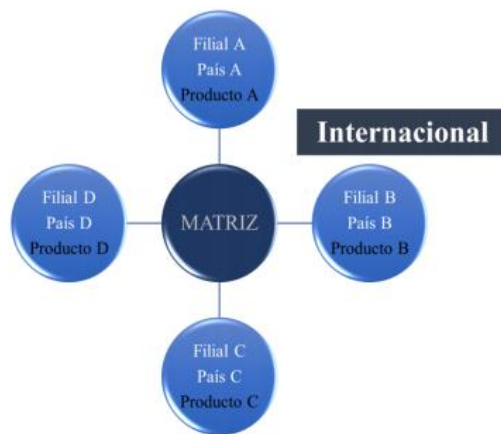 Filial A
País A
Producto A
Internacional
Filial D
País D
Producto D
MATRIZ
Filial B
País B
Producto B
Filial C
País C
Producto C